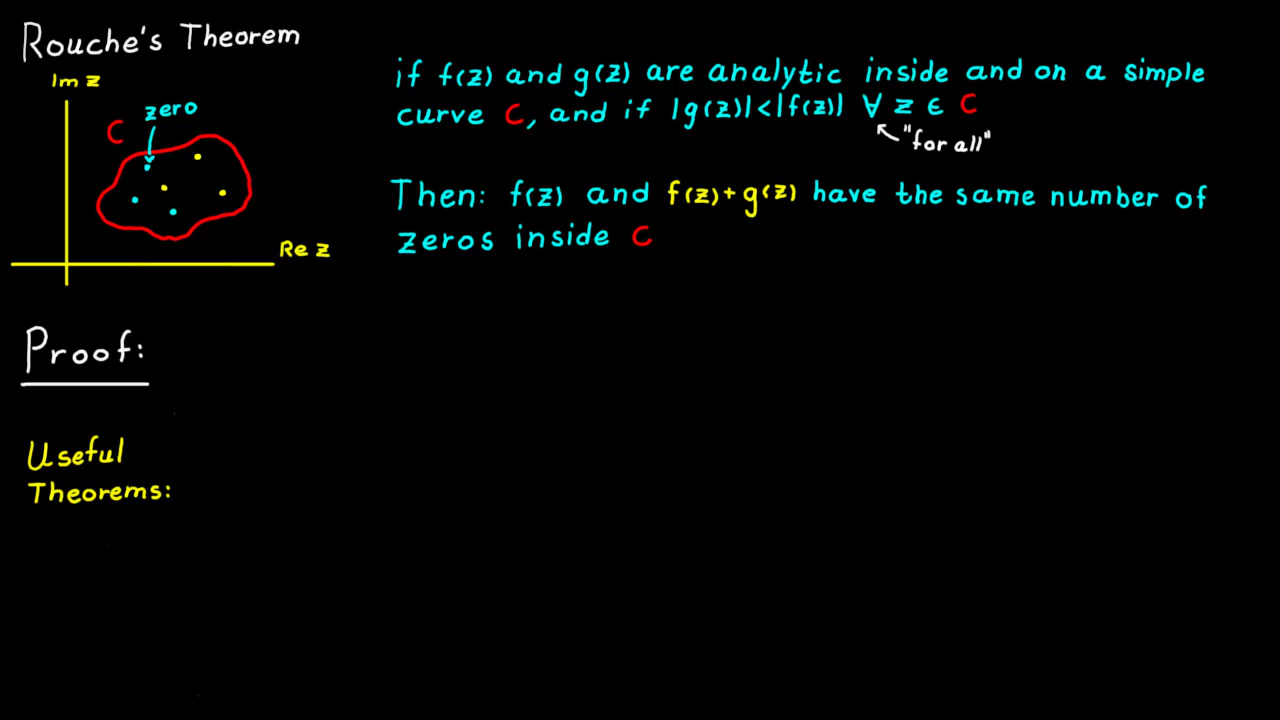 Rouche's Theorem
Im z
zero
C
Re z
if f(z) and g(z) are analytic inside and on a simple
curve C, and if |g(z)|<|f(z)| ∀ z ∈ C
"for all"
Then: f(z) and f(z)+g(z) have the same number of
zeros inside C
Proof:
Useful
Theorems: